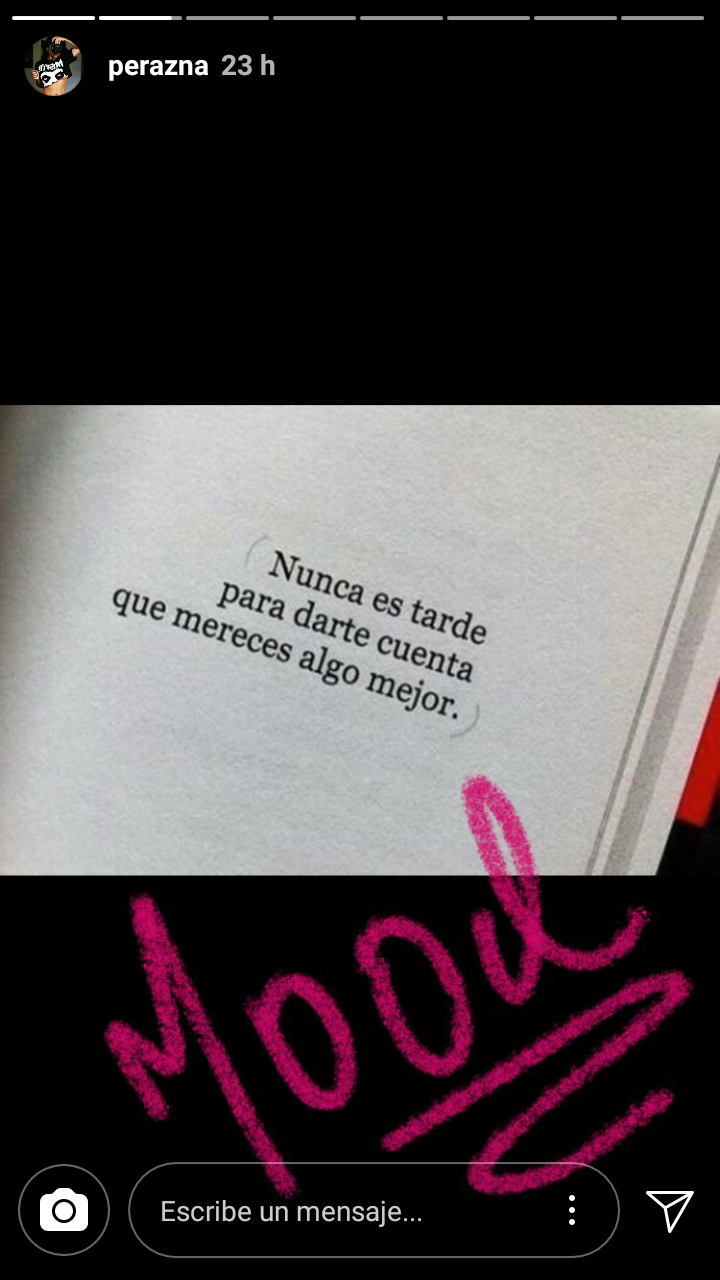 perazna 23 h
(Nunca es tarde
para darte cuenta
que mereces algo mejor.)
Mood
Escribe un mensaje...